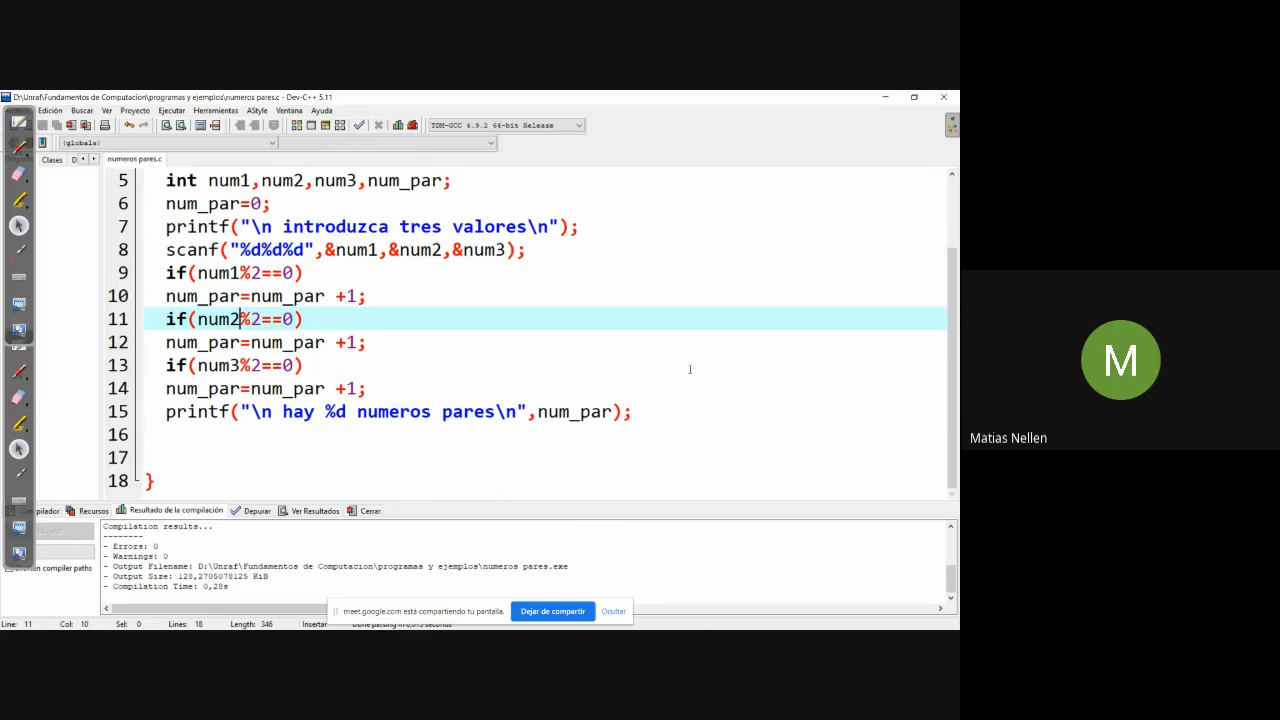 D:\Unraf\Fundamentos de Computacion\programas y ejemplos\numeros pares.c - Dev-C++ 5.11
Edición Buscar Ver Proyecto Ejecutar Herramientas AStyle Ventana Ayuda
TDM-GCC 4.9.2 64-bit Release
(globals)
Clases D
numeros pares.c
5 int num1,num2,num3,num_par;
6 num_par=0;
7 printf("\n introduzca tres valores\n");
8 scanf("%d%d%d",&num1,&num2,&num3);
9 if(num1%2==0)
10 num_par=num_par +1;
11 if(num2%2==0)
12 num_par=num_par +1;
13 if(num3%2==0)
14 num_par=num_par +1;
15 printf("\n hay %d numeros pares\n",num_par);
16
17
18 }
pilador Recursos Resultado de la compilación Depurar Ver Resultados Cerrar
Compilation results...
--------
- Errors: 0
- Warnings: 0
- Output Filename: D:\Unraf\Fundamentos de Computacion\programas y ejemplos\numeros pares.exe
- Output Size: 128,2705078125 KiB
- Compilation Time: 0,28s
compiler paths
meet.google.com está compartiendo tu pantalla. Dejar de compartir Ocultar
Line: 11 Col: 10 Sel: 0 Lines: 18 Length: 346 Insertar
M
Matias Nellen